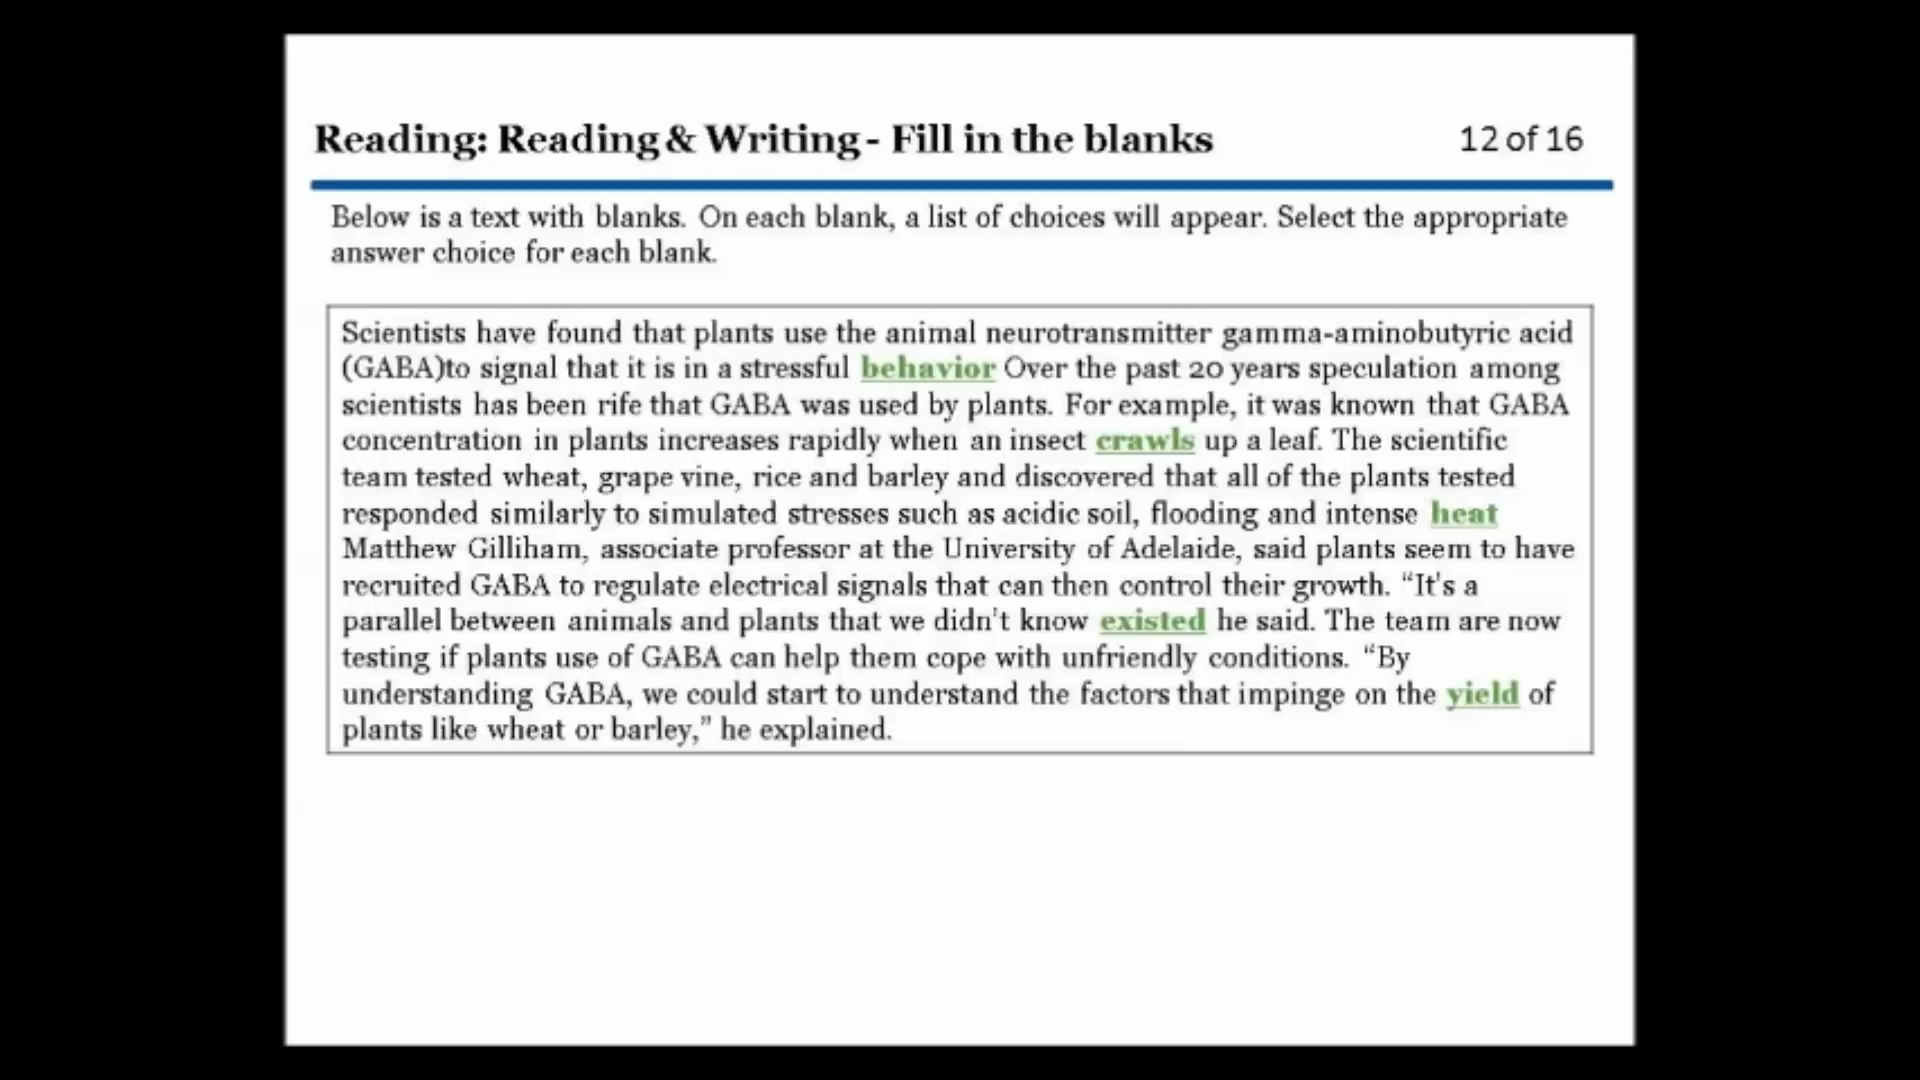 Reading: Reading & Writing - Fill in the blanks
12 of 16
Below is a text with blanks. On each blank, a list of choices will appear. Select the appropriate
answer choice for each blank.
Scientists have found that plants use the animal neurotransmitter gamma-aminobutyric acid
(GABA)to signal that it is in a stressful behavior Over the past 20 years speculation among
scientists has been rife that GABA was used by plants. For example, it was known that GABA
concentration in plants increases rapidly when an insect crawls up a leaf. The scientific
team tested wheat, grape vine, rice and barley and discovered that all of the plants tested
responded similarly to simulated stresses such as acidic soil, flooding and intense heat
Matthew Gilliham, associate professor at the University of Adelaide, said plants seem to have
recruited GABA to regulate electrical signals that can then control their growth. “It's a
parallel between animals and plants that we didn't know existed he said. The team are now
testing if plants use of GABA can help them cope with unfriendly conditions. “By
understanding GABA, we could start to understand the factors that impinge on the yield of
plants like wheat or barley,” he explained.